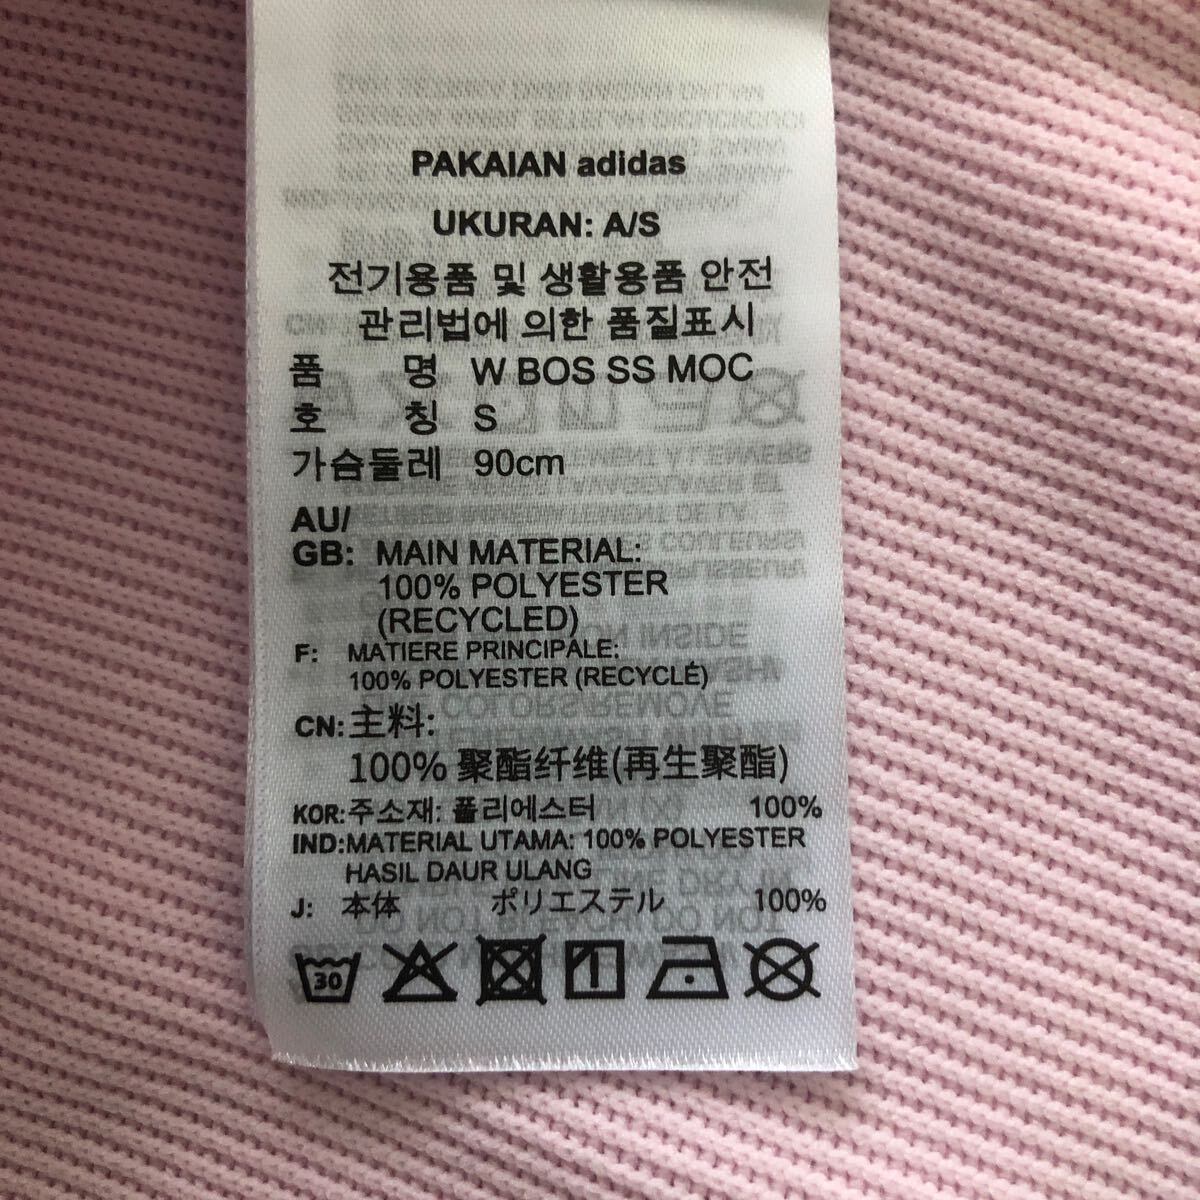 PAKAIAN adidas
UKURAN: A/S
전기용품 및 생활용품 안전
관리법에 의한 품질표시
품 명 W BOS SS MOC
호 칭 S
가슴둘레 90cm
AU/
GB: MAIN MATERIAL:
100% POLYESTER
(RECYCLED)
F: MATIERE PRINCIPALE:
100% POLYESTER (RECYCLÉ)
CN: 主料:
100% 聚酯纤维(再生聚酯)
KOR: 주소재: 폴리에스터 100%
IND: MATERIAL UTAMA: 100% POLYESTER
HASIL DAUR ULANG
J: 本体 ポリエステル 100%
30